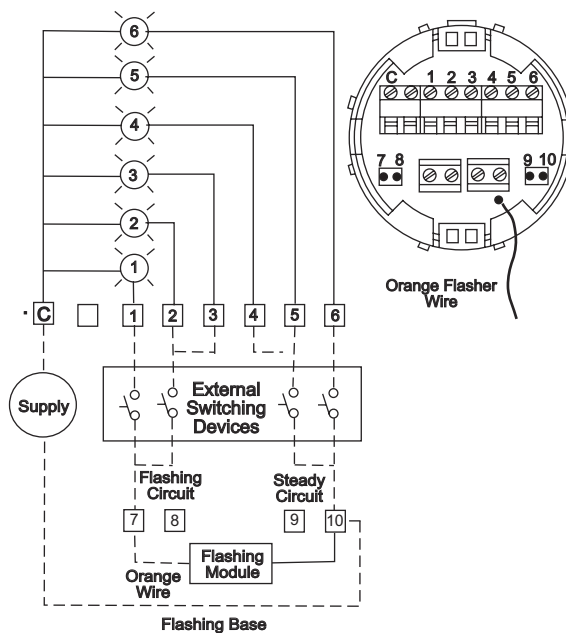 6
5
4
3
2
1
C 1 2 3 4 5 6
7 8 9 10
Orange Flasher
Wire
C 1 2 3 4 5 6
Supply
External
Switching
Devices
Flashing
Circuit
Steady
Circuit
7 8 9 10
Flashing
Module
Orange
Wire
Flashing Base